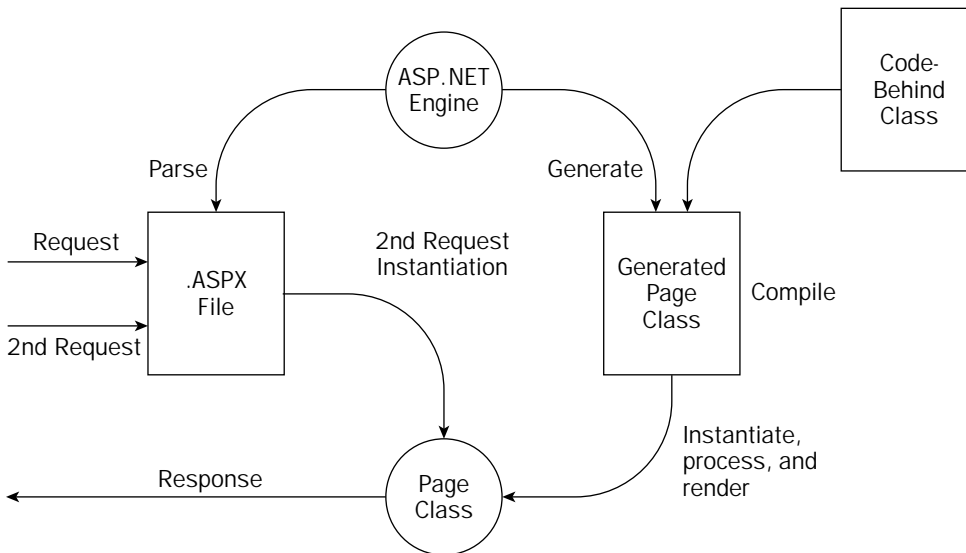 ASP.NET
Engine
Code-
Behind
Class
Parse
Generate
Request
2nd Request
Instantiation
.ASPX
File
Generated
Page
Class
Compile
2nd Request
Instantiate,
process, and
render
Response
Page
Class